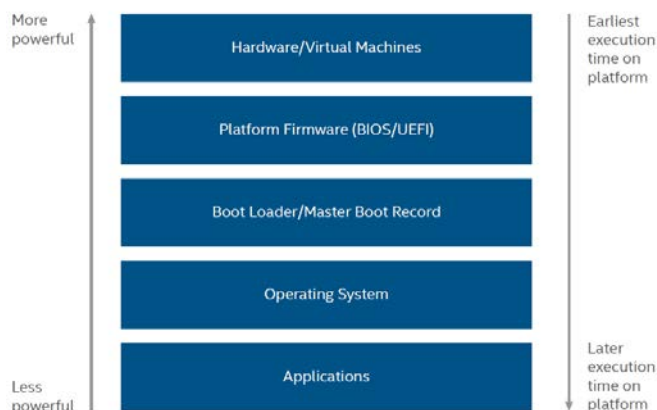 More
powerful
Hardware/Virtual Machines
Earliest
execution
time on
platform
Platform Firmware (BIOS/UEFI)
Boot Loader/Master Boot Record
Operating System
Applications
Less
powerful
Later
execution
time on
platform